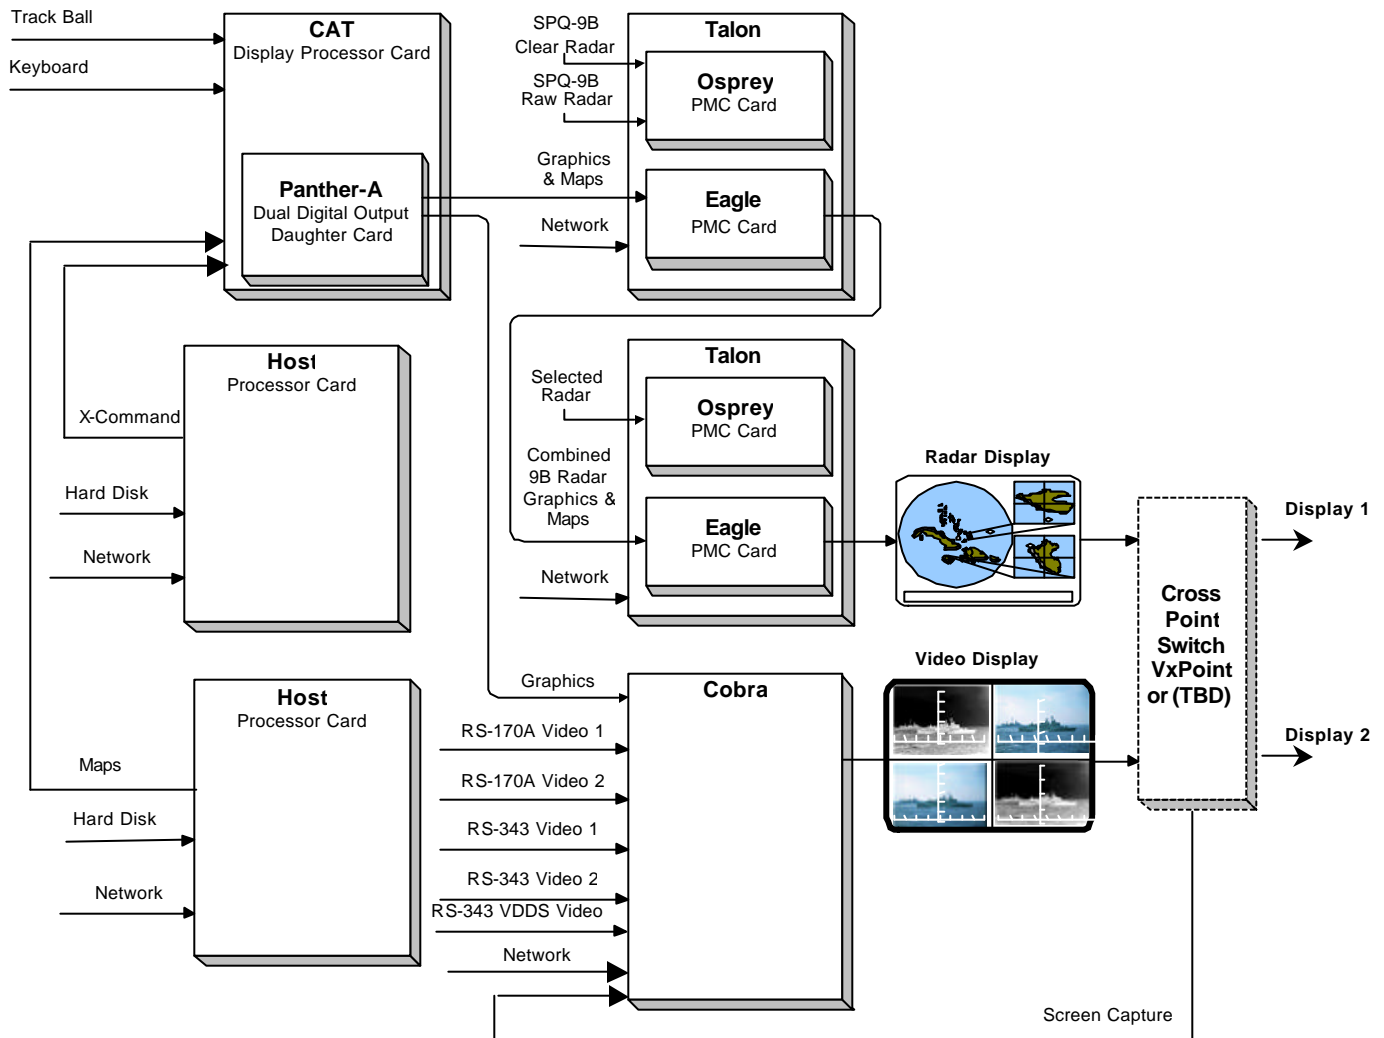 Track Ball
Keyboard
CAT
Display Processor Card
Panther-A
Dual Digital Output
Daughter Card
SPQ-9B
Clear Radar
SPQ-9B
Raw Radar
Graphics
& Maps
Network
Talon
Osprey
PMC Card
Eagle
PMC Card
Host
Processor Card
X-Command
Hard Disk
Network
Selected
Radar
Combined
9B Radar
Graphics &
Maps
Network
Talon
Osprey
PMC Card
Eagle
PMC Card
Radar Display
Cross
Point
Switch
VxPoint
or (TBD)
Display 1
Display 2
Host
Processor Card
Maps
Hard Disk
Network
Graphics
RS-170A Video 1
RS-170A Video 2
RS-343 Video 1
RS-343 Video 2
RS-343 VDDS Video
Network
Cobra
Video Display
Screen Capture